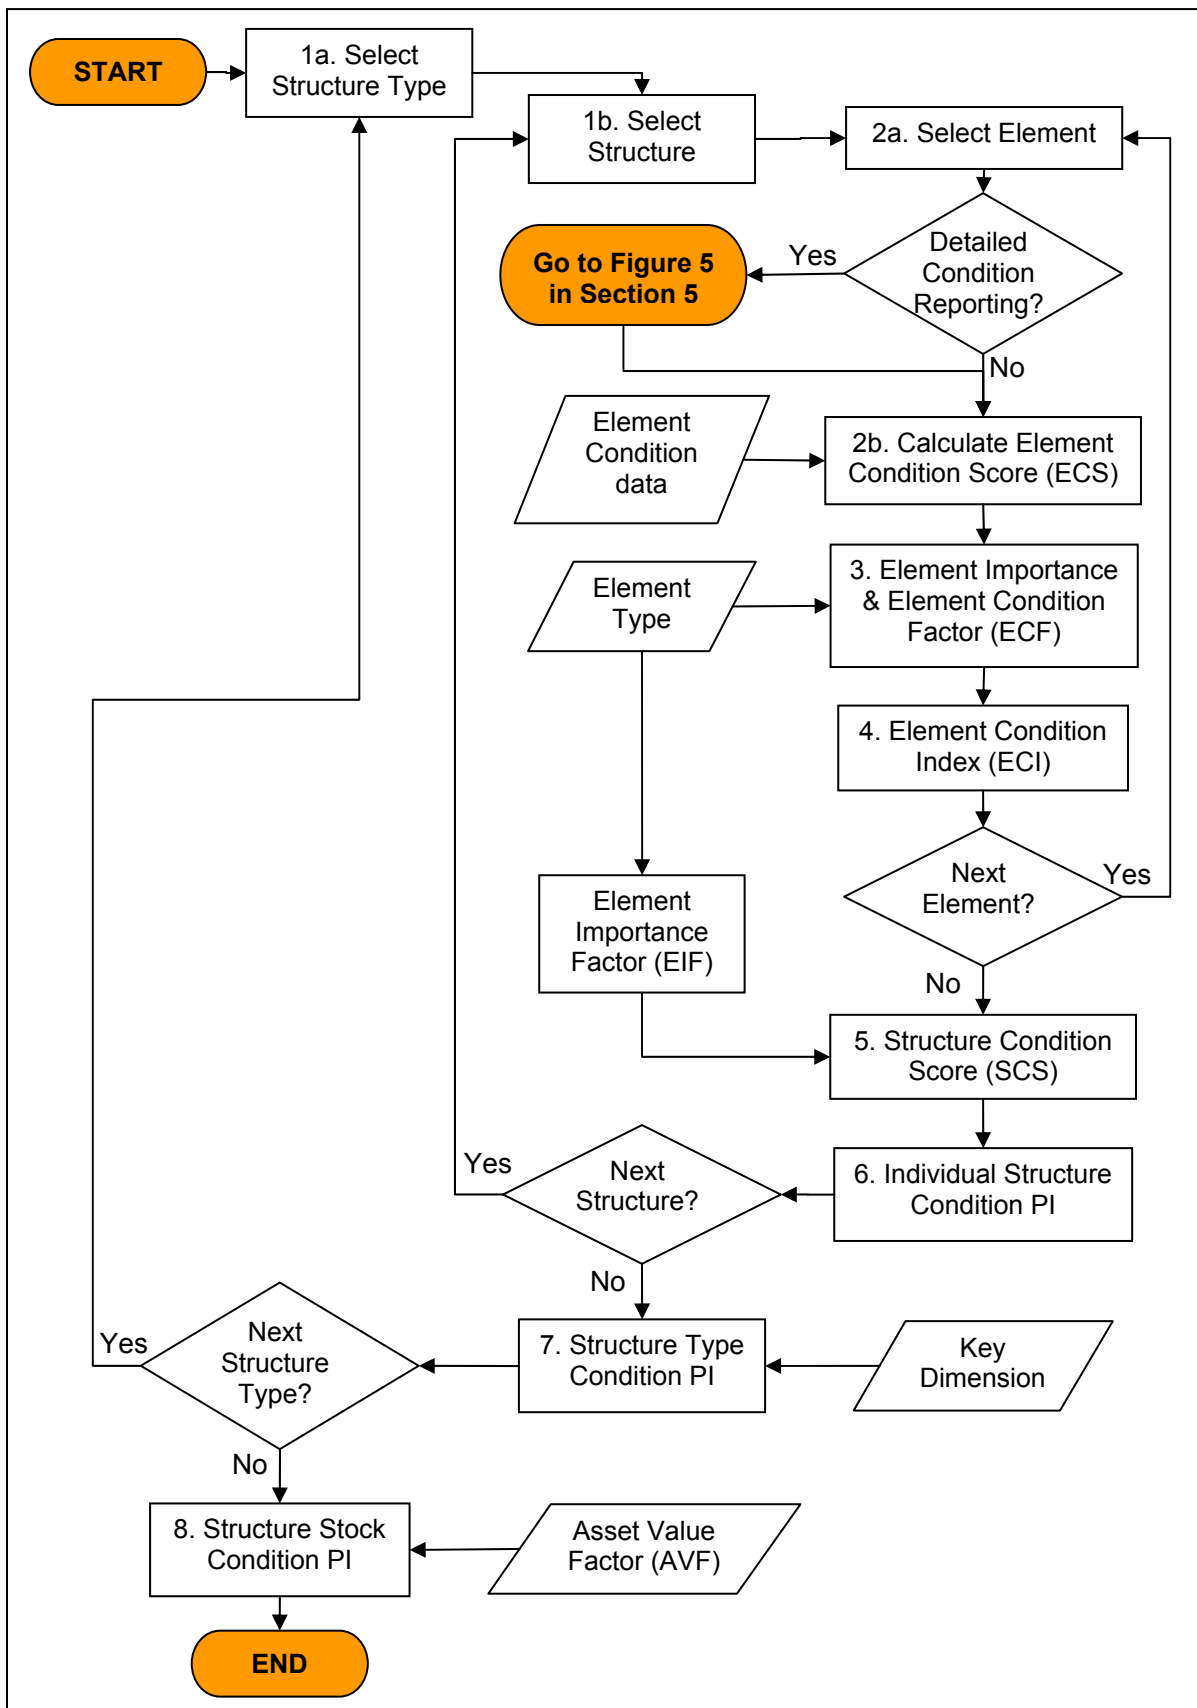 START
1a. Select
Structure Type
1b. Select
Structure
2a. Select Element
Detailed
Condition
Reporting?
Yes
Go to Figure 5
in Section 5
No
Element
Condition
data
2b. Calculate Element
Condition Score (ECS)
Element
Type
3. Element Importance
& Element Condition
Factor (ECF)
4. Element Condition
Index (ECI)
Next
Element?
Yes
Element
Importance
Factor (EIF)
No
5. Structure Condition
Score (SCS)
6. Individual Structure
Condition PI
Next
Structure?
Yes
No
7. Structure Type
Condition PI
Key
Dimension
Next
Structure
Type?
Yes
No
8. Structure Stock
Condition PI
Asset Value
Factor (AVF)
END